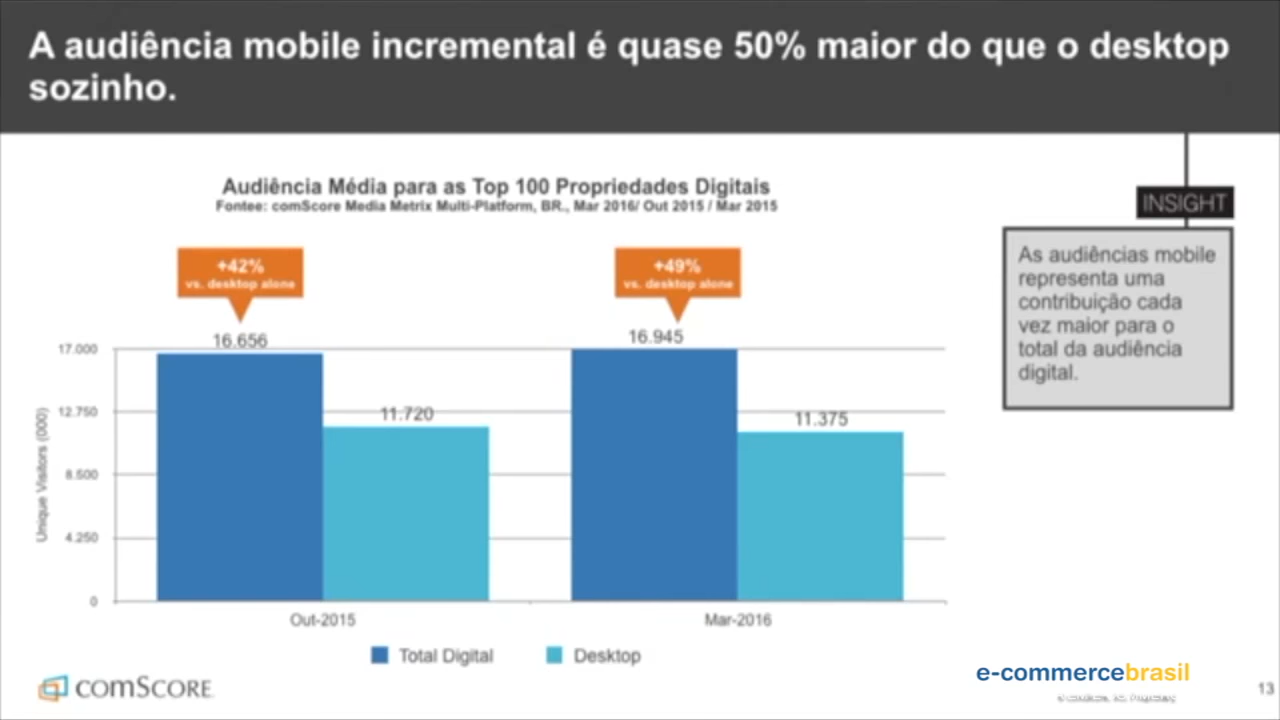 A audiência mobile incremental é quase 50% maior do que o desktop
sozinho.
Audiência Média para as Top 100 Propriedades Digitais
Fontee: comScore Media Metrix Multi-Platform, BR., Mar 2016/ Out 2015 / Mar 2015
INSIGHT
As audiências mobile
representa uma
contribuição cada
vez maior para o
total da audiência
digital.
+42%
vs. desktop alone
+49%
vs. desktop alone
16.656
16.945
11.720
11.375
17.000
12.750
8.500
4.250
0
Unique Visitors (000)
Out-2015
Mar-2016
Total Digital
Desktop
comScore
e-commercebrasil
13